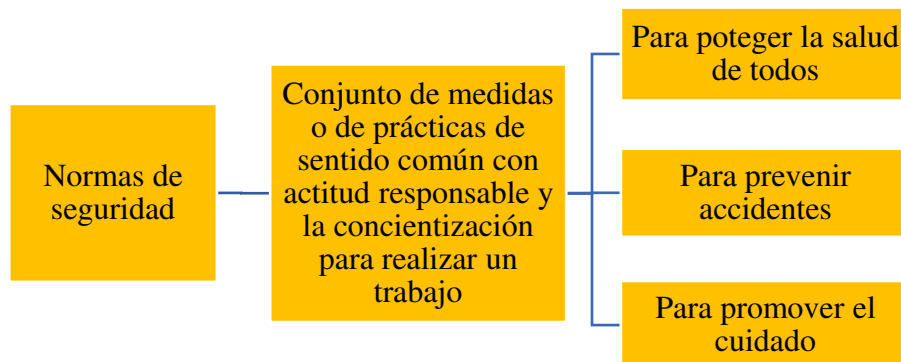 Normas de
seguridad
Conjunto de medidas
o de prácticas de
sentido común con
actitud responsable y
la concientización
para realizar un
trabajo
Para poteger la salud
de todos
Para prevenir
accidentes
Para promover el
cuidado